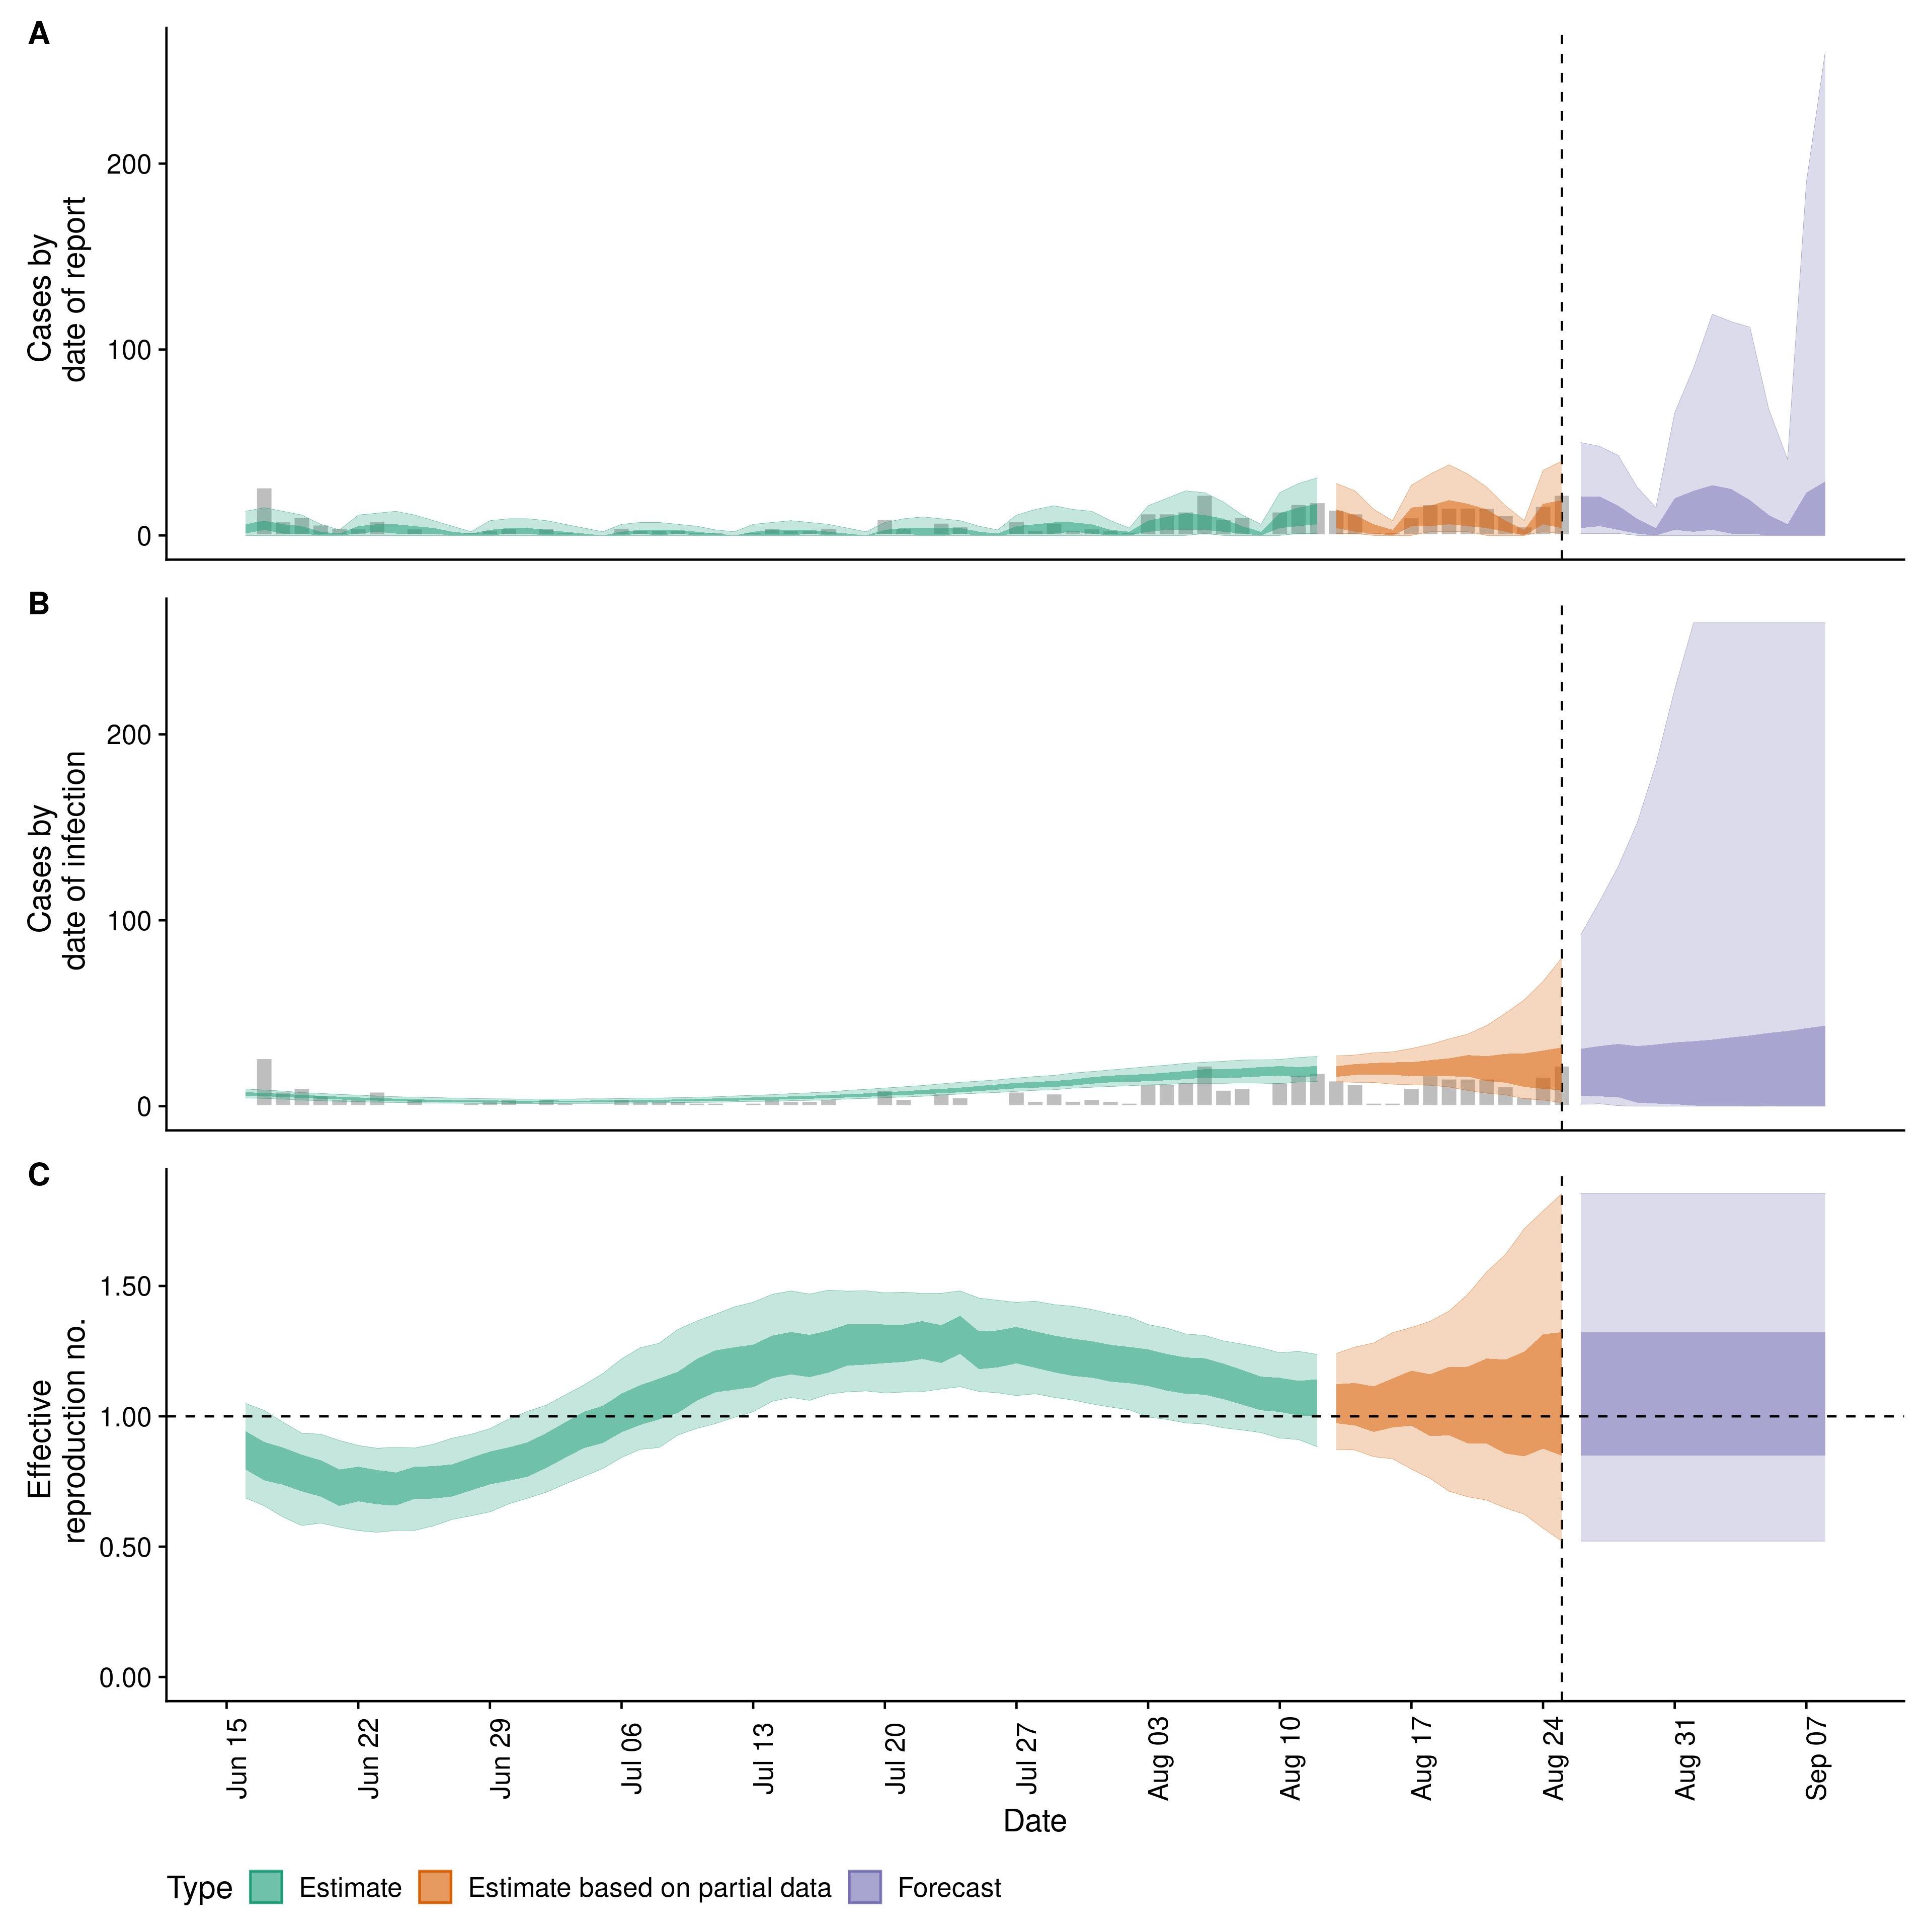 A
Cases by
date of report
200
100
0
B
Cases by
date of infection
200
100
0
C
Effective
reproduction no.
1.50
1.00
0.50
0.00
Jun 15
Jun 22
Jun 29
Jul 06
Jul 13
Jul 20
Jul 27
Aug 03
Aug 10
Aug 17
Aug 24
Aug 31
Sep 07
Date
Type Estimate Estimate based on partial data Forecast